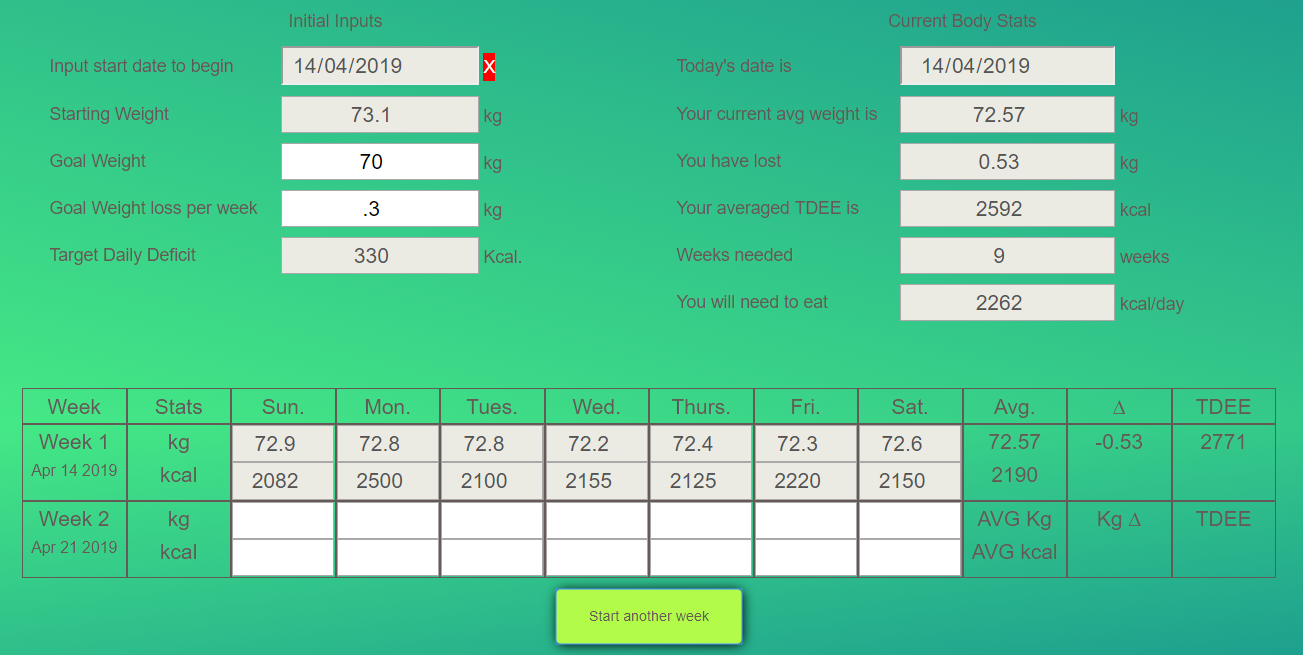 Initial Inputs
Input start date to begin 14/04/2019 X
Starting Weight 73.1 kg
Goal Weight 70 kg
Goal Weight loss per week .3 kg
Target Daily Deficit 330 Kcal.
Current Body Stats
Today's date is 14/04/2019
Your current avg weight is 72.57 kg
You have lost 0.53 kg
Your averaged TDEE is 2592 kcal
Weeks needed 9 weeks
You will need to eat 2262 kcal/day
Week Stats Sun. Mon. Tues. Wed. Thurs. Fri. Sat. Avg. Δ TDEE
Week 1 kg 72.9 72.8 72.8 72.2 72.4 72.3 72.6 72.57 -0.53 2771
Apr 14 2019 kcal 2082 2500 2100 2155 2125 2220 2150 2190
Week 2 kg AVG Kg Kg Δ TDEE
Apr 21 2019 kcal AVG kcal
Start another week